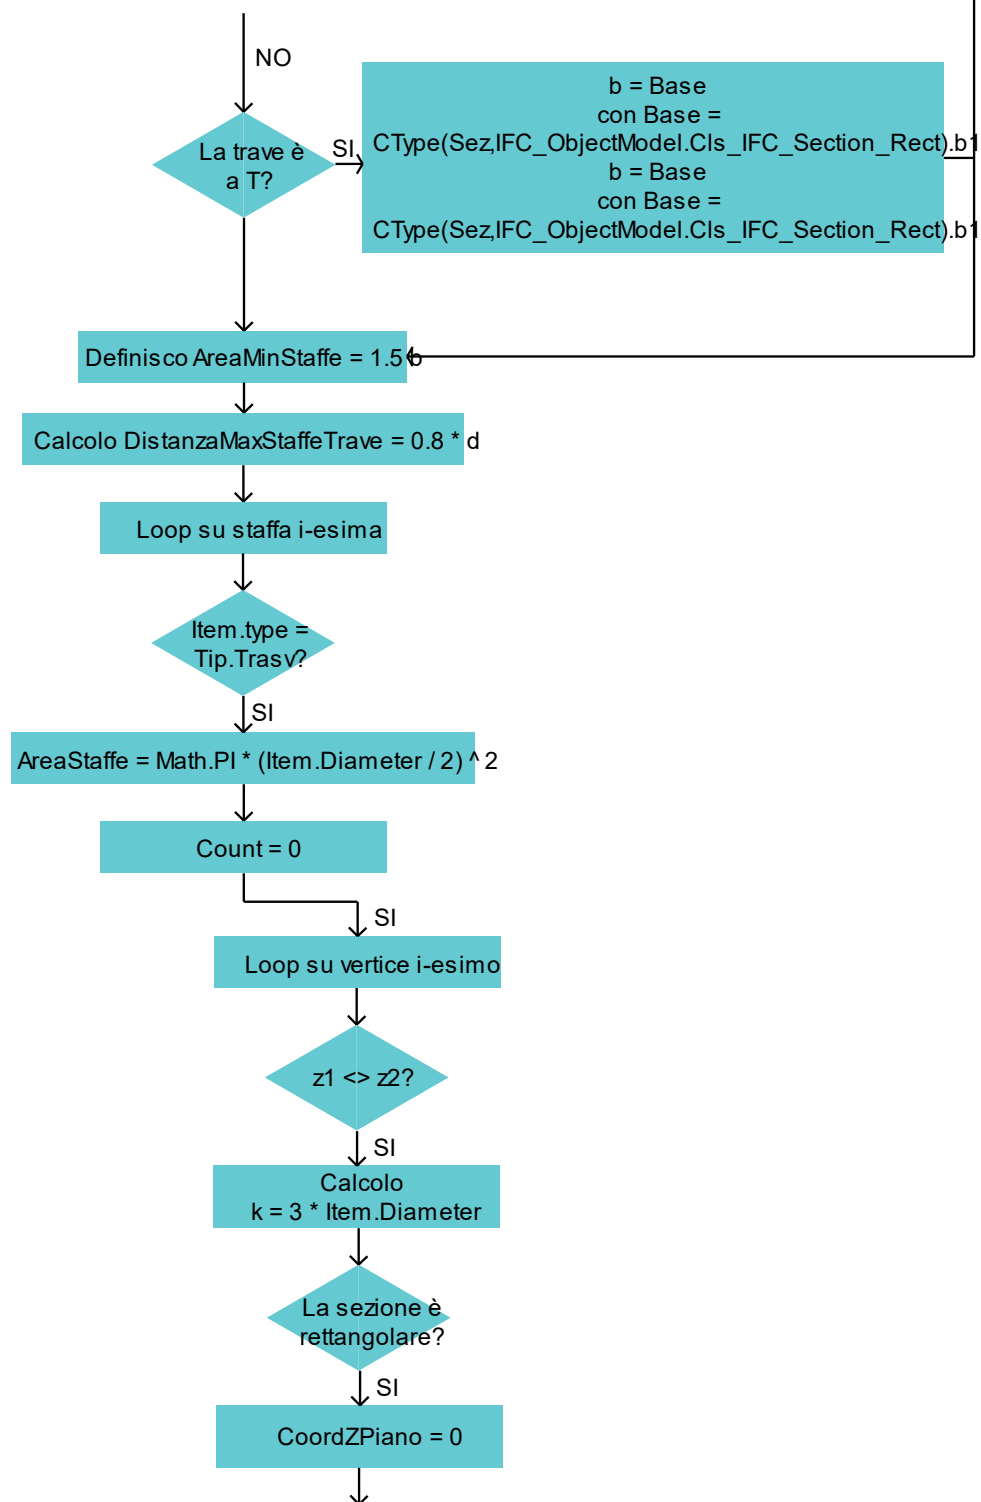 NO
La trave è
a T?
SI
b = Base
con Base =
CType(Sez,IFC_ObjectModel.Cls_IFC_Section_Rect).b1
b = Base
con Base =
CType(Sez,IFC_ObjectModel.Cls_IFC_Section_Rect).b1
Definisco AreaMinStaffe = 1.5 b
Calcolo DistanzaMaxStaffeTrave = 0.8 * d
Loop su staffa i-esima
Item.type =
Tip.Trasv?
SI
AreaStaffe = Math.PI * (Item.Diameter / 2) ^ 2
Count = 0
SI
Loop su vertice i-esimo
z1 <> z2?
SI
Calcolo
k = 3 * Item.Diameter
La sezione è
rettangolare?
SI
CoordZPiano = 0